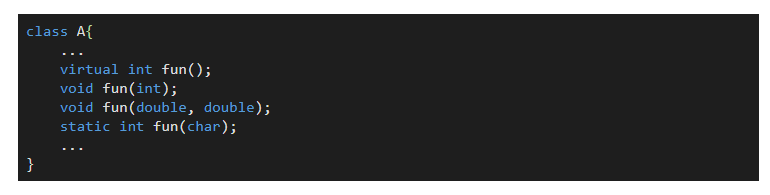 class A{
...
virtual int fun();
void fun(int);
void fun(double, double);
static int fun(char);
...
}